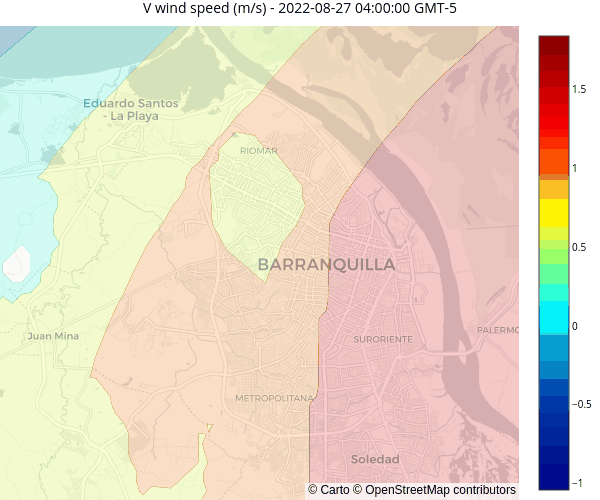 V wind speed (m/s) - 2022-08-27 04:00:00 GMT-5
Eduardo Santos
- La Playa
RIOMAR
BARRANQUILLA
Juan Mina
SURORIENTE
PALERMO
METROPOLITANA
Soledad
© Carto © OpenStreetMap contributors
1.5
1
0.5
0
−0.5
−1